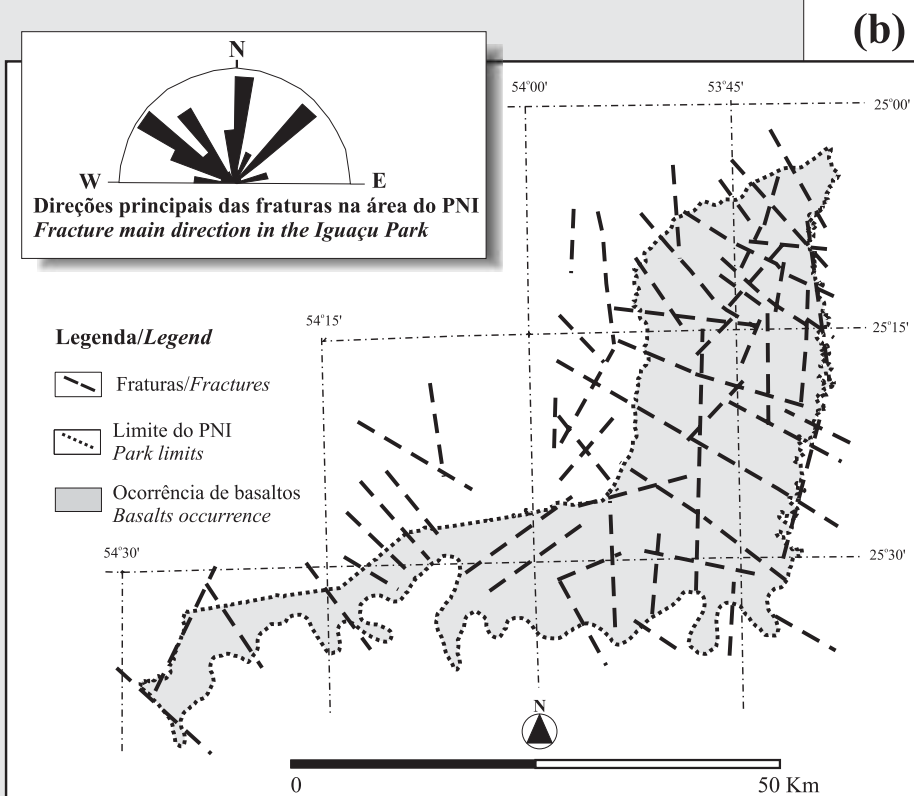 (b)
N
W
E
Direções principais das fraturas na área do PNI
Fracture main direction in the Iguaçu Park
54°00'
53°45'
25°00'
54°15'
25°15'
Legenda/Legend
Fraturas/Fractures
Limite do PNI
Park limits
Ocorrência de basaltos
Basalts occurrence
54°30'
25°30'
N
0
50 Km